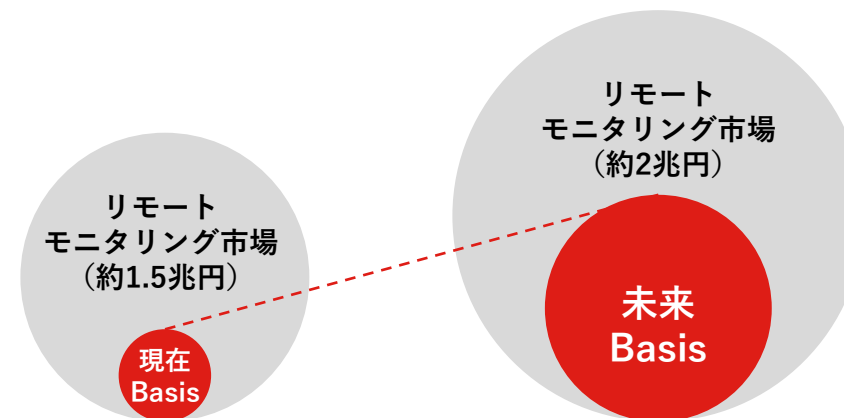 リモート
モニタリング市場
（約1.5兆円）
現在
Basis
リモート
モニタリング市場
（約2兆円）
未来
Basis